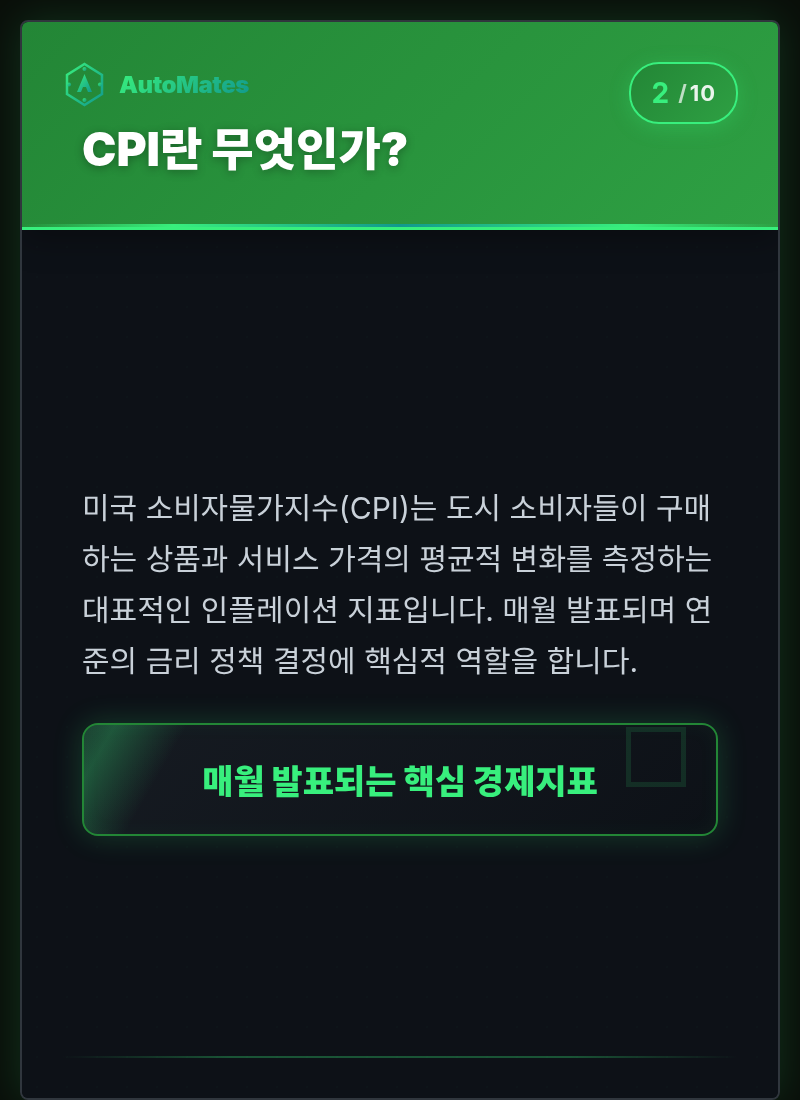 AutoMates
2 /10
CPI란 무엇인가?
미국 소비자물가지수(CPI)는 도시 소비자들이 구매
하는 상품과 서비스 가격의 평균적 변화를 측정하는
대표적인 인플레이션 지표입니다. 매월 발표되며 연
준의 금리 정책 결정에 핵심적 역할을 합니다.
매월 발표되는 핵심 경제지표